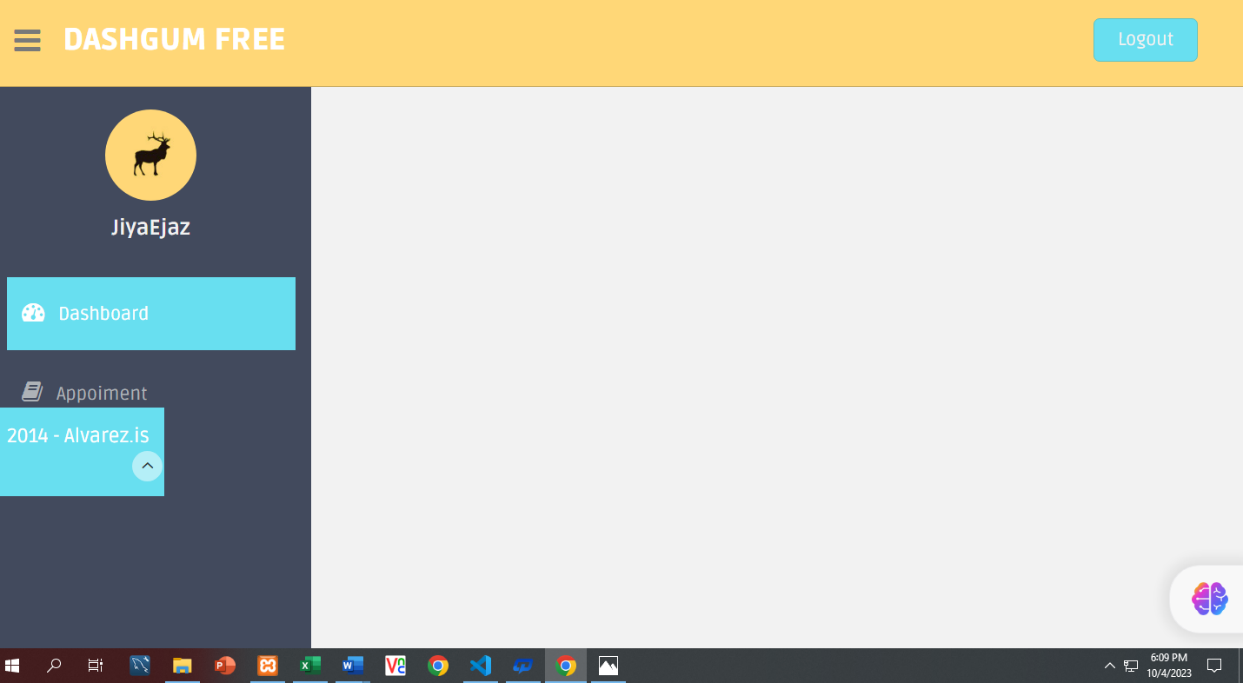 DASHGUM FREE
Logout
JiyaEjaz
Dashboard
Appoiment
2014 - Alvarez.is
6:09 PM
10/4/2023